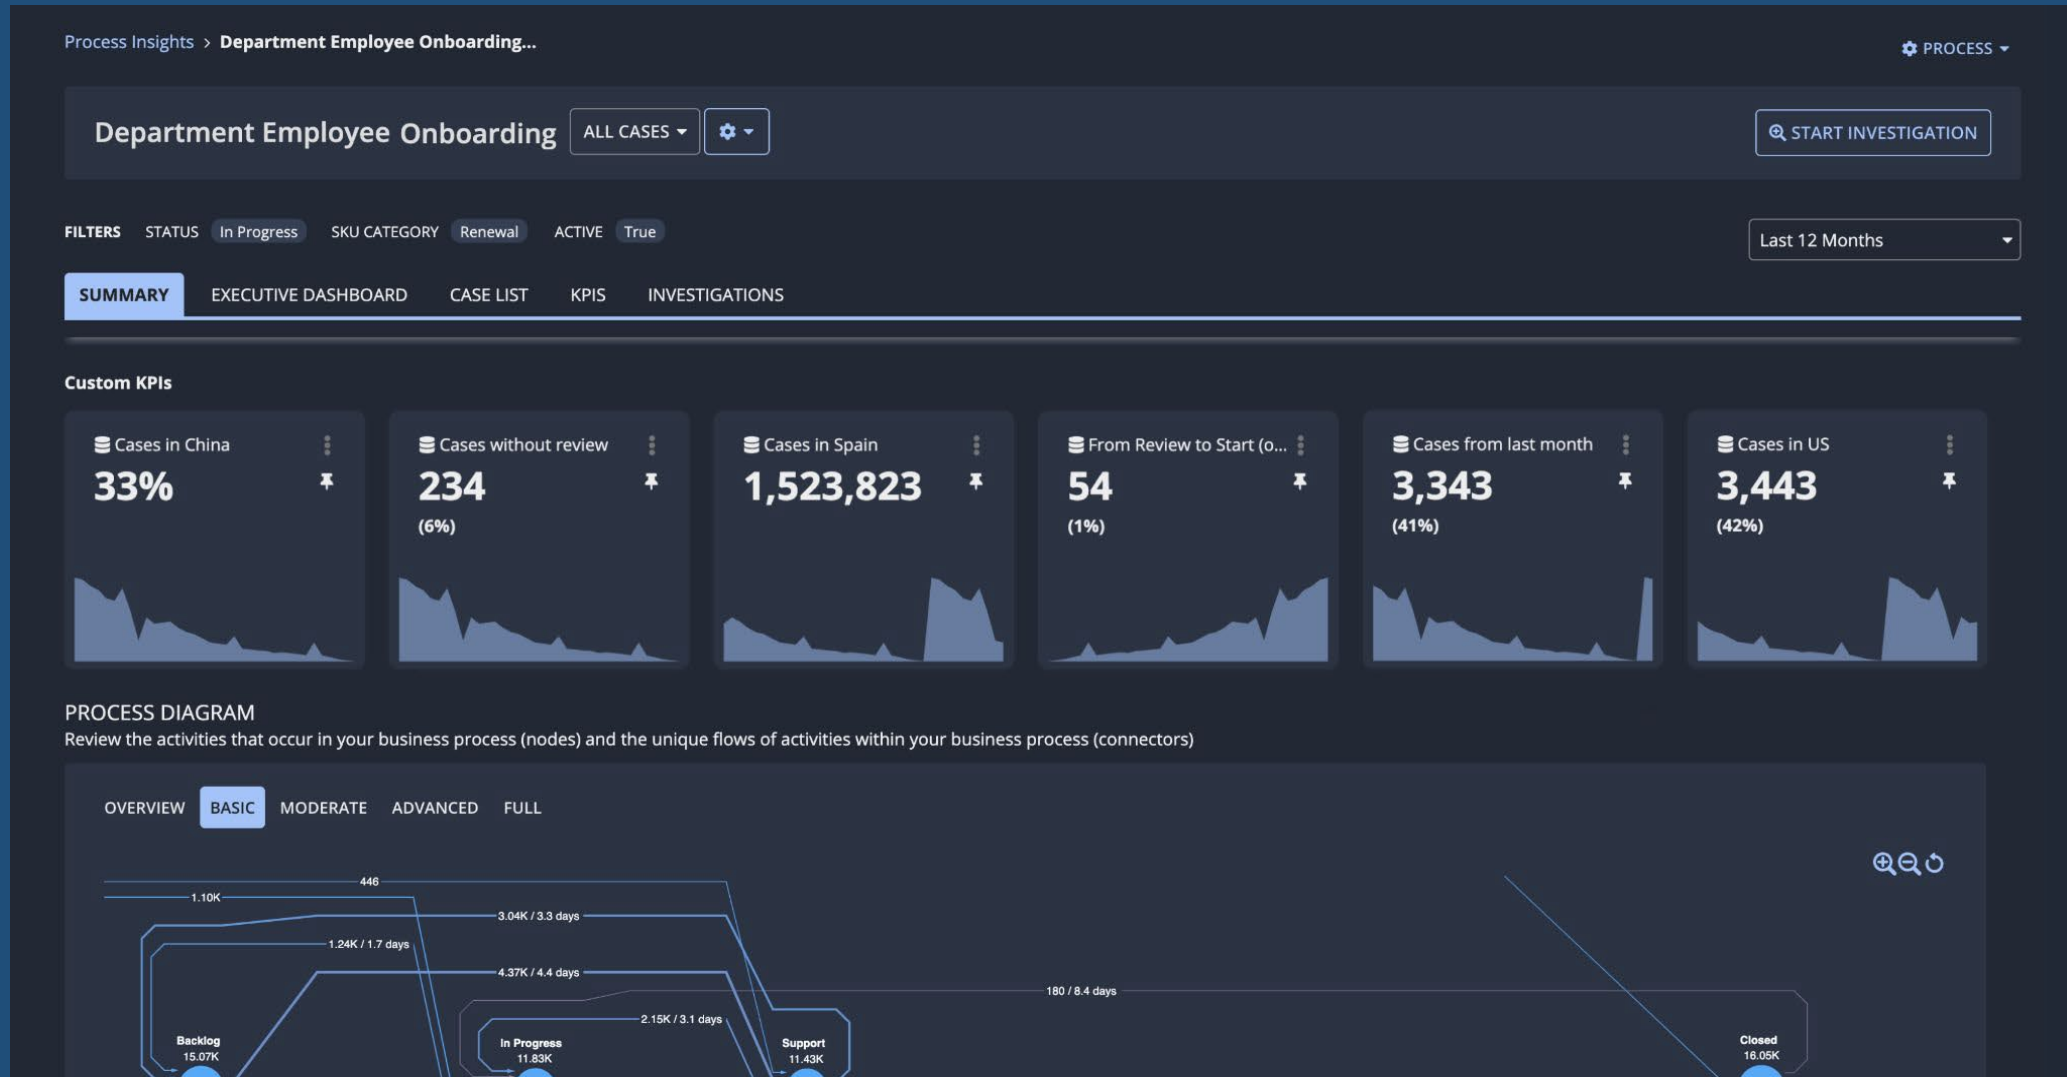 Process Insights > Department Employee Onboarding...
PROCESS
Department Employee Onboarding
ALL CASES
START INVESTIGATION
FILTERS STATUS In Progress SKU CATEGORY Renewal ACTIVE True
Last 12 Months
SUMMARY EXECUTIVE DASHBOARD CASE LIST KPIS INVESTIGATIONS
Custom KPIs
Cases in China
33%
Cases without review
234
(6%)
Cases in Spain
1,523,823
From Review to Start (o...
54
(1%)
Cases from last month
3,343
(41%)
Cases in US
3,443
(42%)
PROCESS DIAGRAM
Review the activities that occur in your business process (nodes) and the unique flows of activities within your business process (connectors)
OVERVIEW BASIC MODERATE ADVANCED FULL
446
1.10K
3.04K / 3.3 days
1.24K / 1.7 days
4.37K / 4.4 days
180 / 8.4 days
2.15K / 3.1 days
Backlog
15.07K
In Progress
11.83K
Support
11.43K
Closed
16.05K